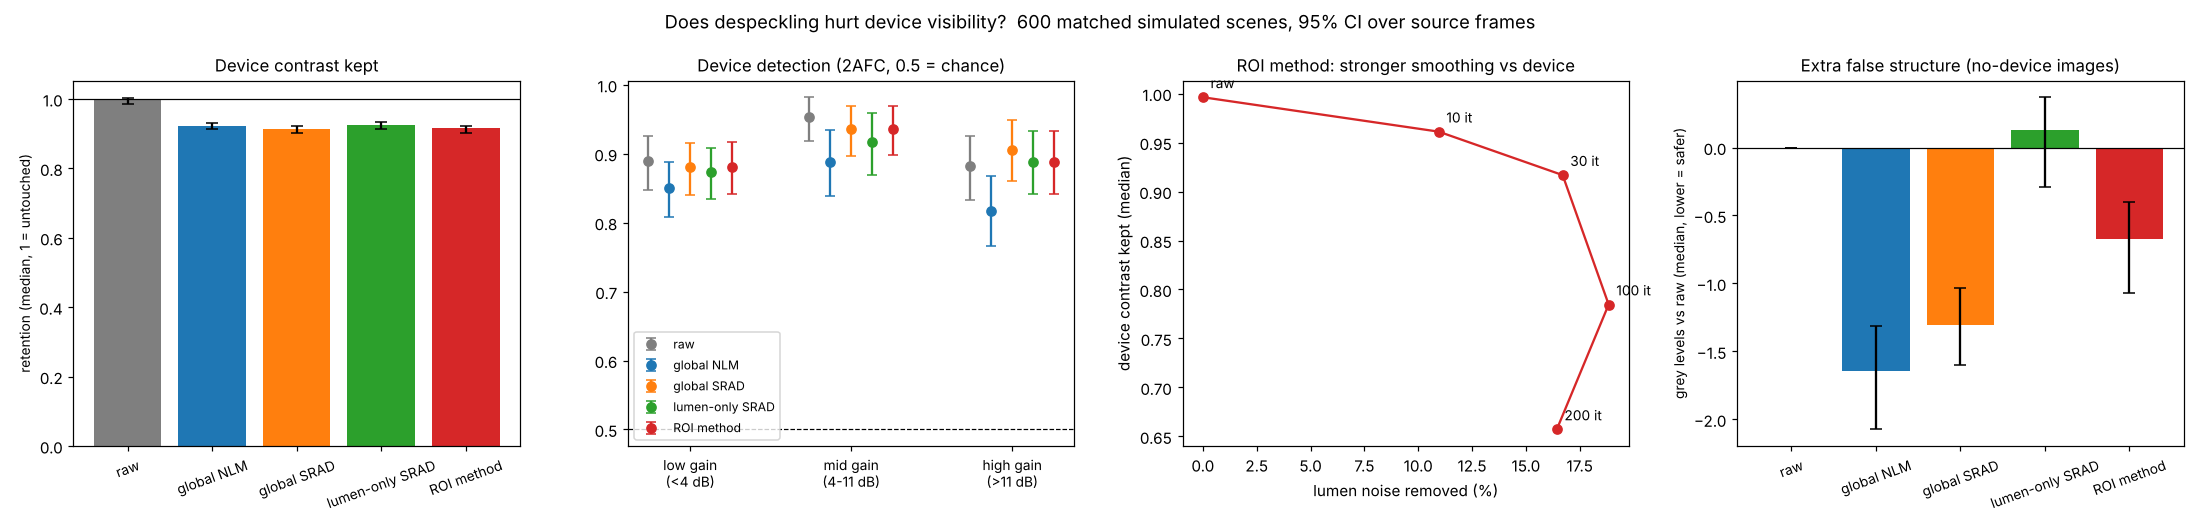 Does despeckling hurt device visibility?  600 matched simulated scenes, 95% CI over source frames
Device contrast kept
retention (median, 1 = untouched)
1.0
0.8
0.6
0.4
0.2
0.0
raw
global NLM
global SRAD
lumen-only SRAD
ROI method
Device detection (2AFC, 0.5 = chance)
1.0
0.9
0.8
0.7
0.6
0.5
raw
global NLM
global SRAD
lumen-only SRAD
ROI method
low gain
(<4 dB)
mid gain
(4-11 dB)
high gain
(>11 dB)
ROI method: stronger smoothing vs device
device contrast kept (median)
1.00
0.95
0.90
0.85
0.80
0.75
0.70
0.65
raw
10 it
30 it
100 it
200 it
0.0
2.5
5.0
7.5
10.0
12.5
15.0
17.5
lumen noise removed (%)
Extra false structure (no-device images)
grey levels vs raw (median, lower = safer)
0.0
−0.5
−1.0
−1.5
−2.0
raw
global NLM
global SRAD
lumen-only SRAD
ROI method